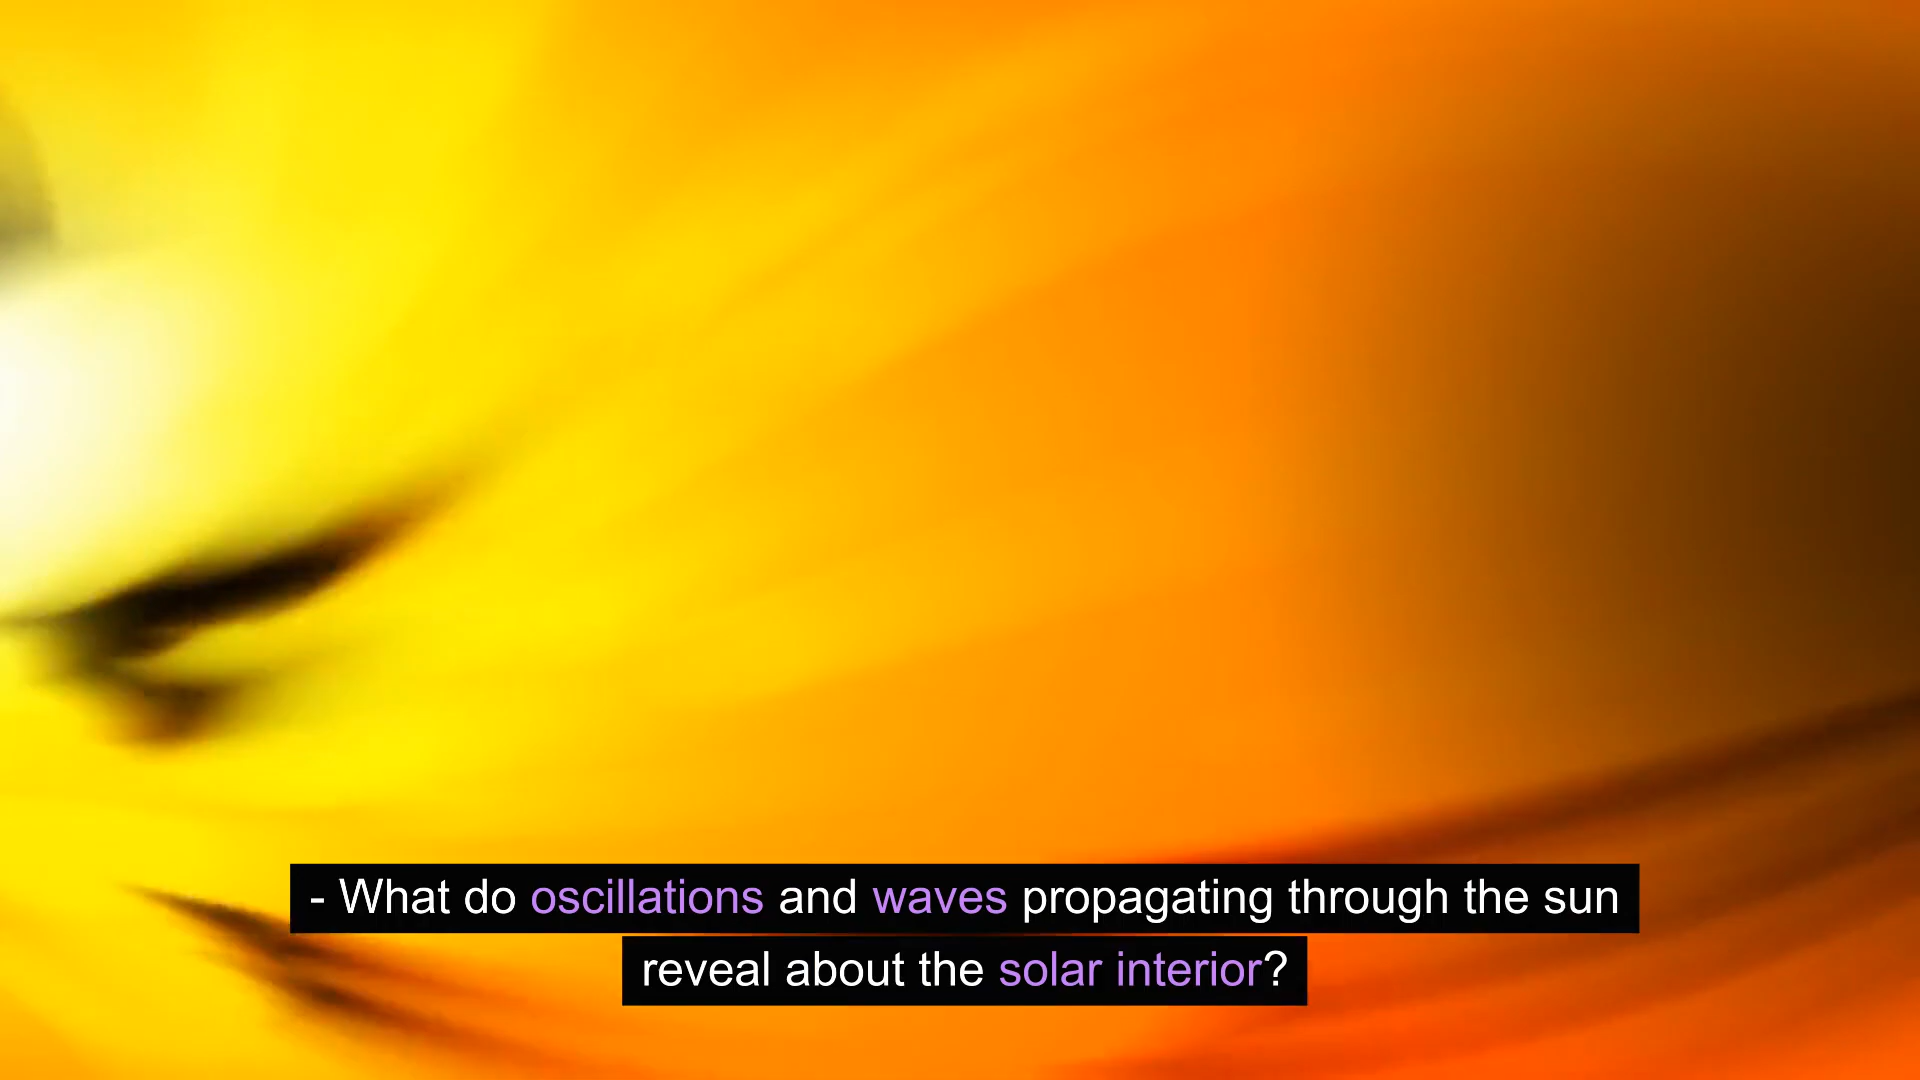 - What do oscillations and waves propagating through the sun
reveal about the solar interior?